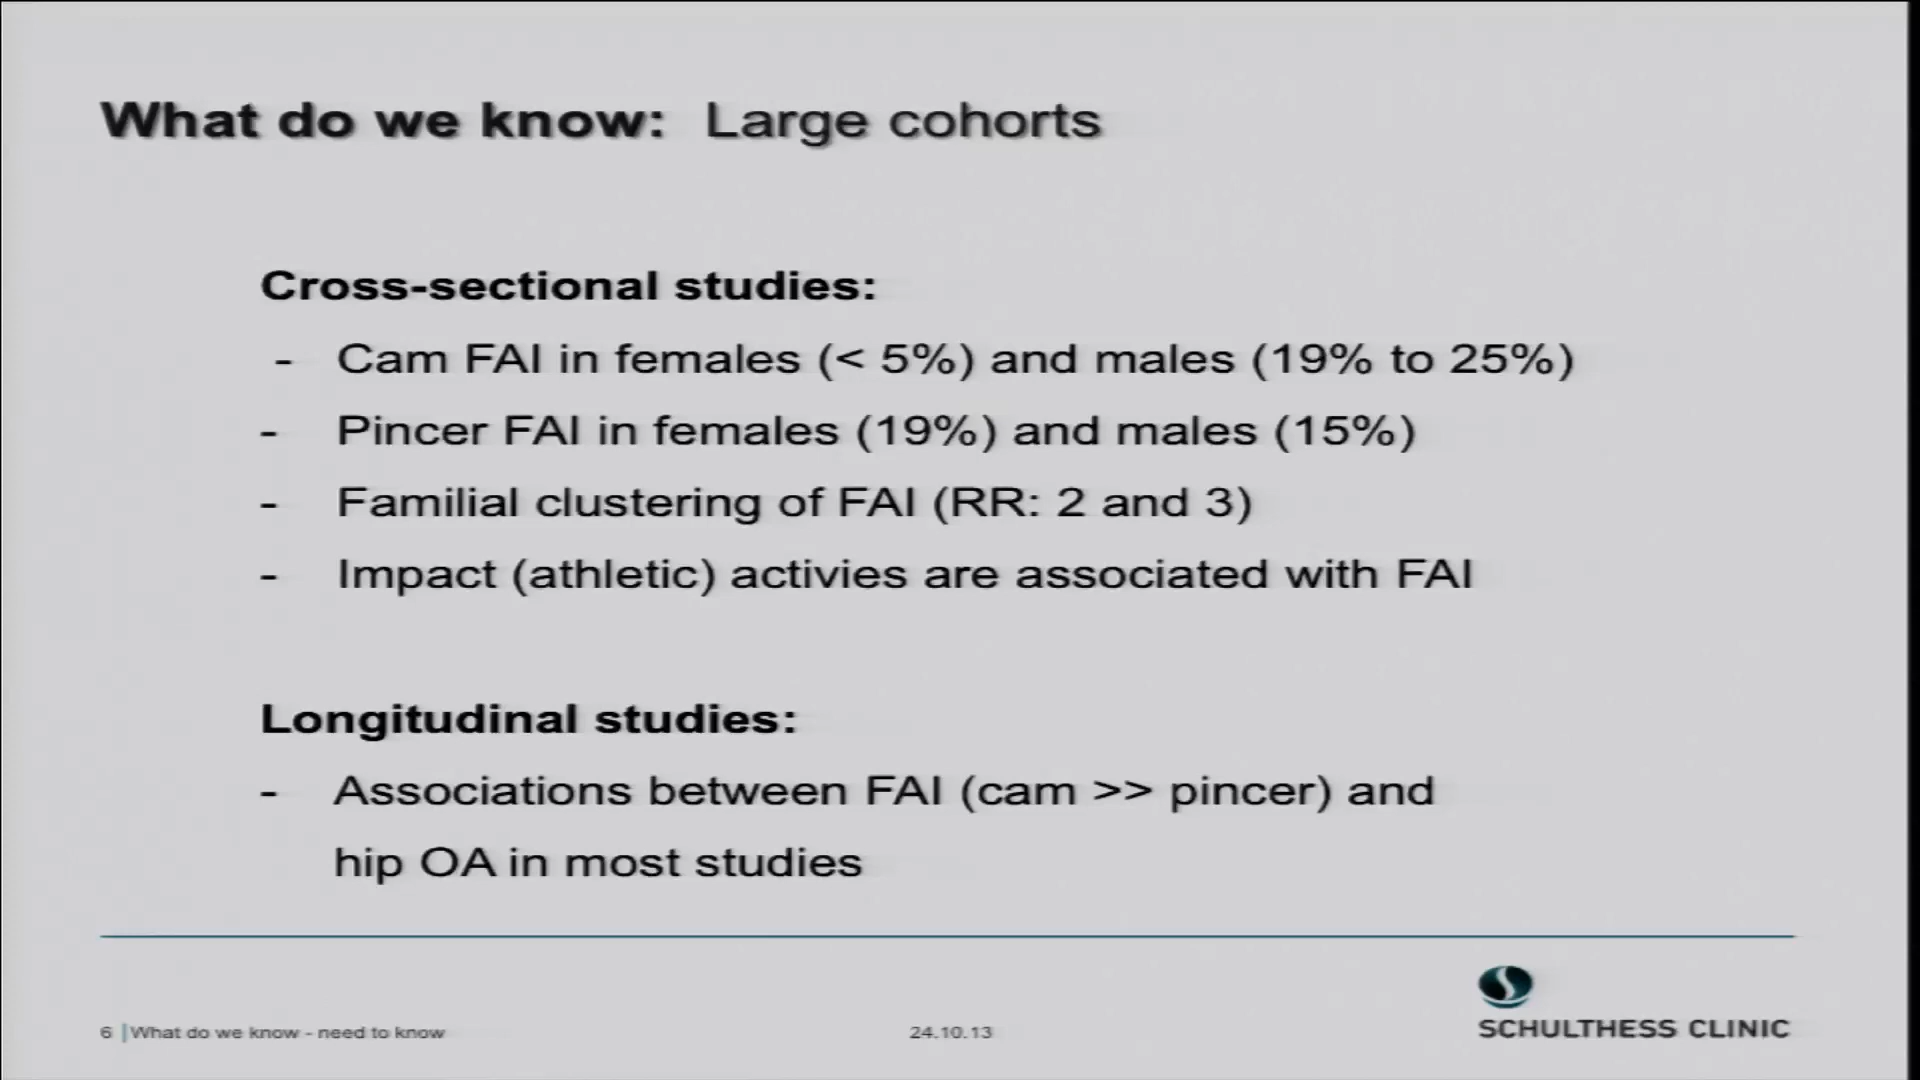 What do we know: Large cohorts
Cross-sectional studies:
- Cam FAI in females (< 5%) and males (19% to 25%)
- Pincer FAI in females (19%) and males (15%)
- Familial clustering of FAI (RR: 2 and 3)
- Impact (athletic) activies are associated with FAI
Longitudinal studies:
- Associations between FAI (cam >> pincer) and
hip OA in most studies
6 | What do we know - need to know
24.10.13
SCHULTHESS CLINIC